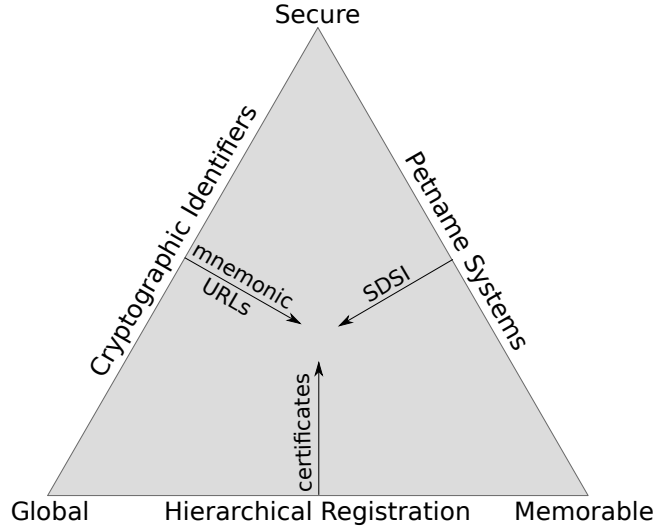 Secure
Cryptographic Identifiers
Petname Systems
mnemonic
URLs
SDSI
certificates
Global
Hierarchical Registration
Memorable